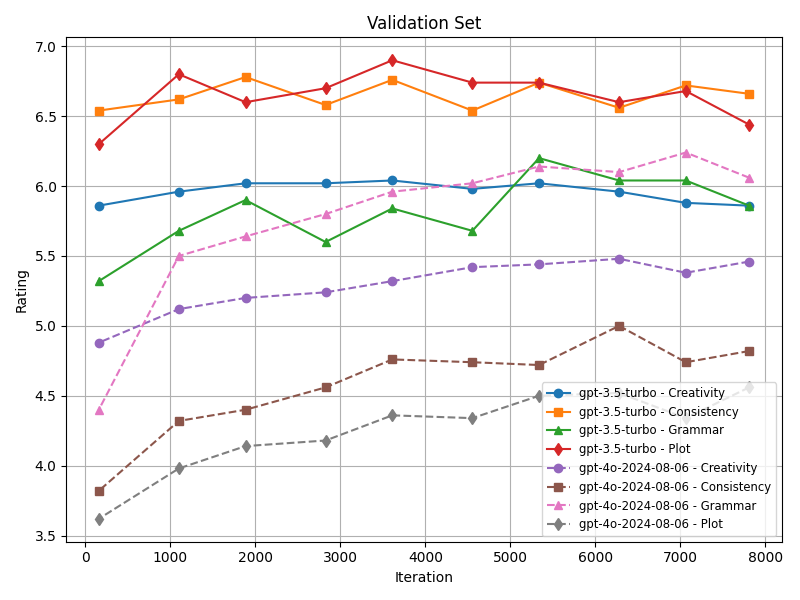 Validation Set
Rating
7.0
6.5
6.0
5.5
5.0
4.5
4.0
3.5
gpt-3.5-turbo - Creativity
gpt-3.5-turbo - Consistency
gpt-3.5-turbo - Grammar
gpt-3.5-turbo - Plot
gpt-4o-2024-08-06 - Creativity
gpt-4o-2024-08-06 - Consistency
gpt-4o-2024-08-06 - Grammar
gpt-4o-2024-08-06 - Plot
0 1000 2000 3000 4000 5000 6000 7000 8000
Iteration